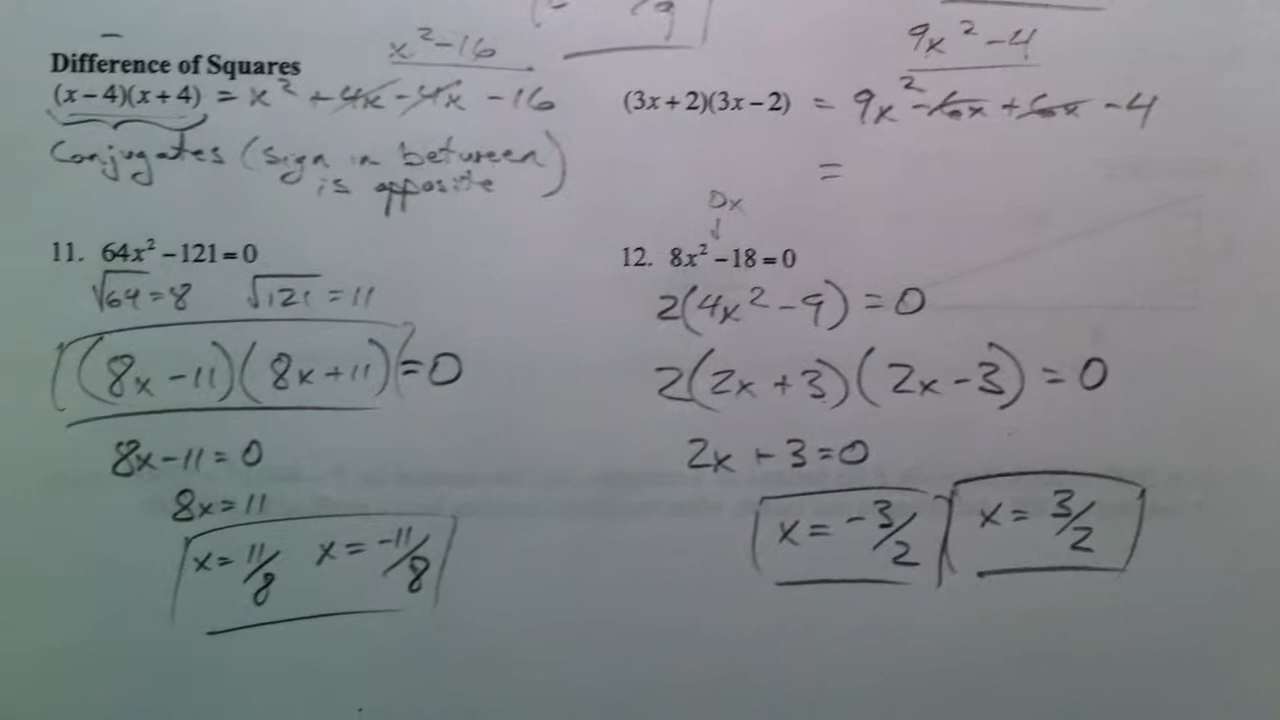 x² - 16
9x² - 4
Difference of Squares
(x – 4)(x + 4) = x² + 4x - 4x - 16
(3x + 2)(3x – 2) = 9x² - 6x + 6x - 4
Conjugates (sign in between
is opposite)
=
0x
↓
11. 64x² – 121 = 0
√64 = 8 √121 = 11
(8x - 11)(8x + 11) = 0
8x - 11 = 0
8x = 11
x = 11/8 x = -11/8
12. 8x² – 18 = 0
2(4x² - 9) = 0
2(2x + 3)(2x - 3) = 0
2x + 3 = 0
x = -3/2 x = 3/2